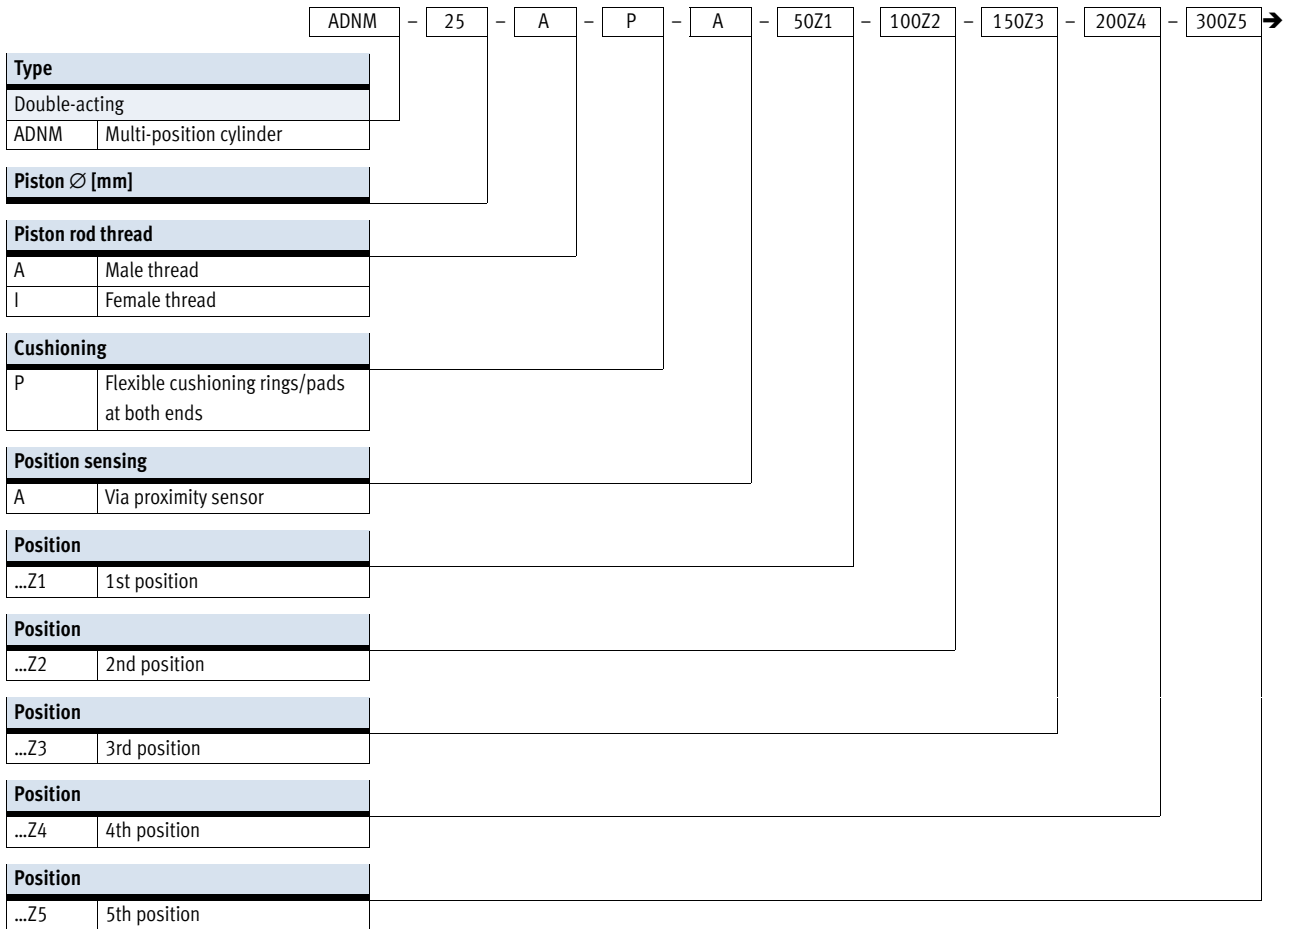 ADNM – 25 – A – P – A – 50Z1 – 100Z2 – 150Z3 – 200Z4 – 300Z5 ➔
Type
Double-acting
ADNM Multi-position cylinder
Piston ∅ [mm]
Piston rod thread
A Male thread
I Female thread
Cushioning
P Flexible cushioning rings/pads
at both ends
Position sensing
A Via proximity sensor
Position
...Z1 1st position
Position
...Z2 2nd position
Position
...Z3 3rd position
Position
...Z4 4th position
Position
...Z5 5th position